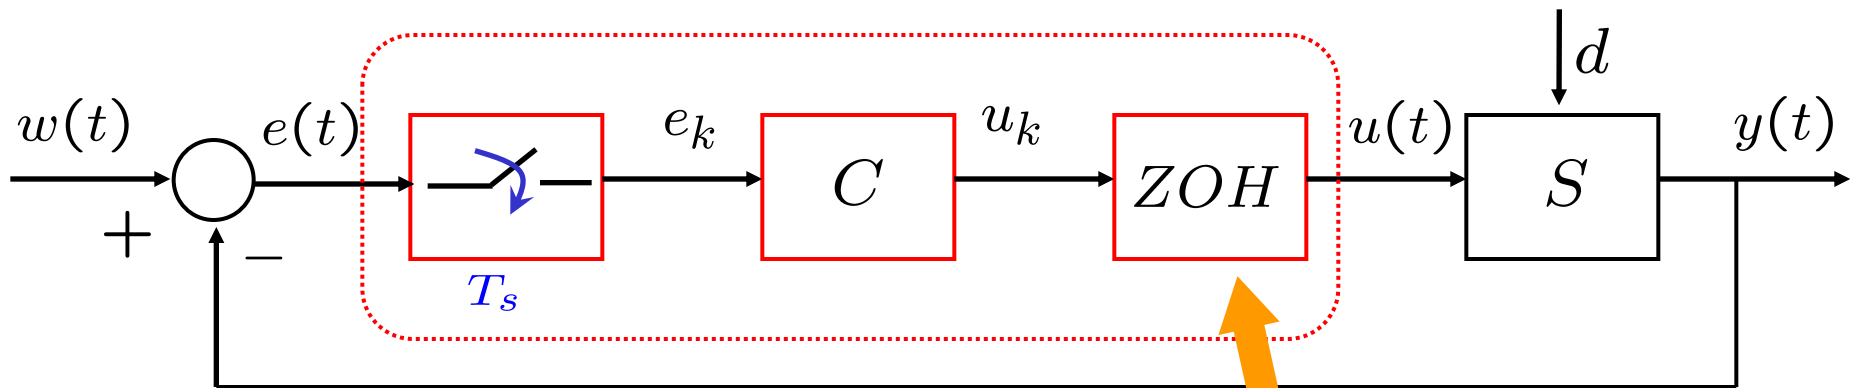 w(t)
+
−
e(t)
T_s
e_k
C
u_k
ZOH
u(t)
d
S
y(t)